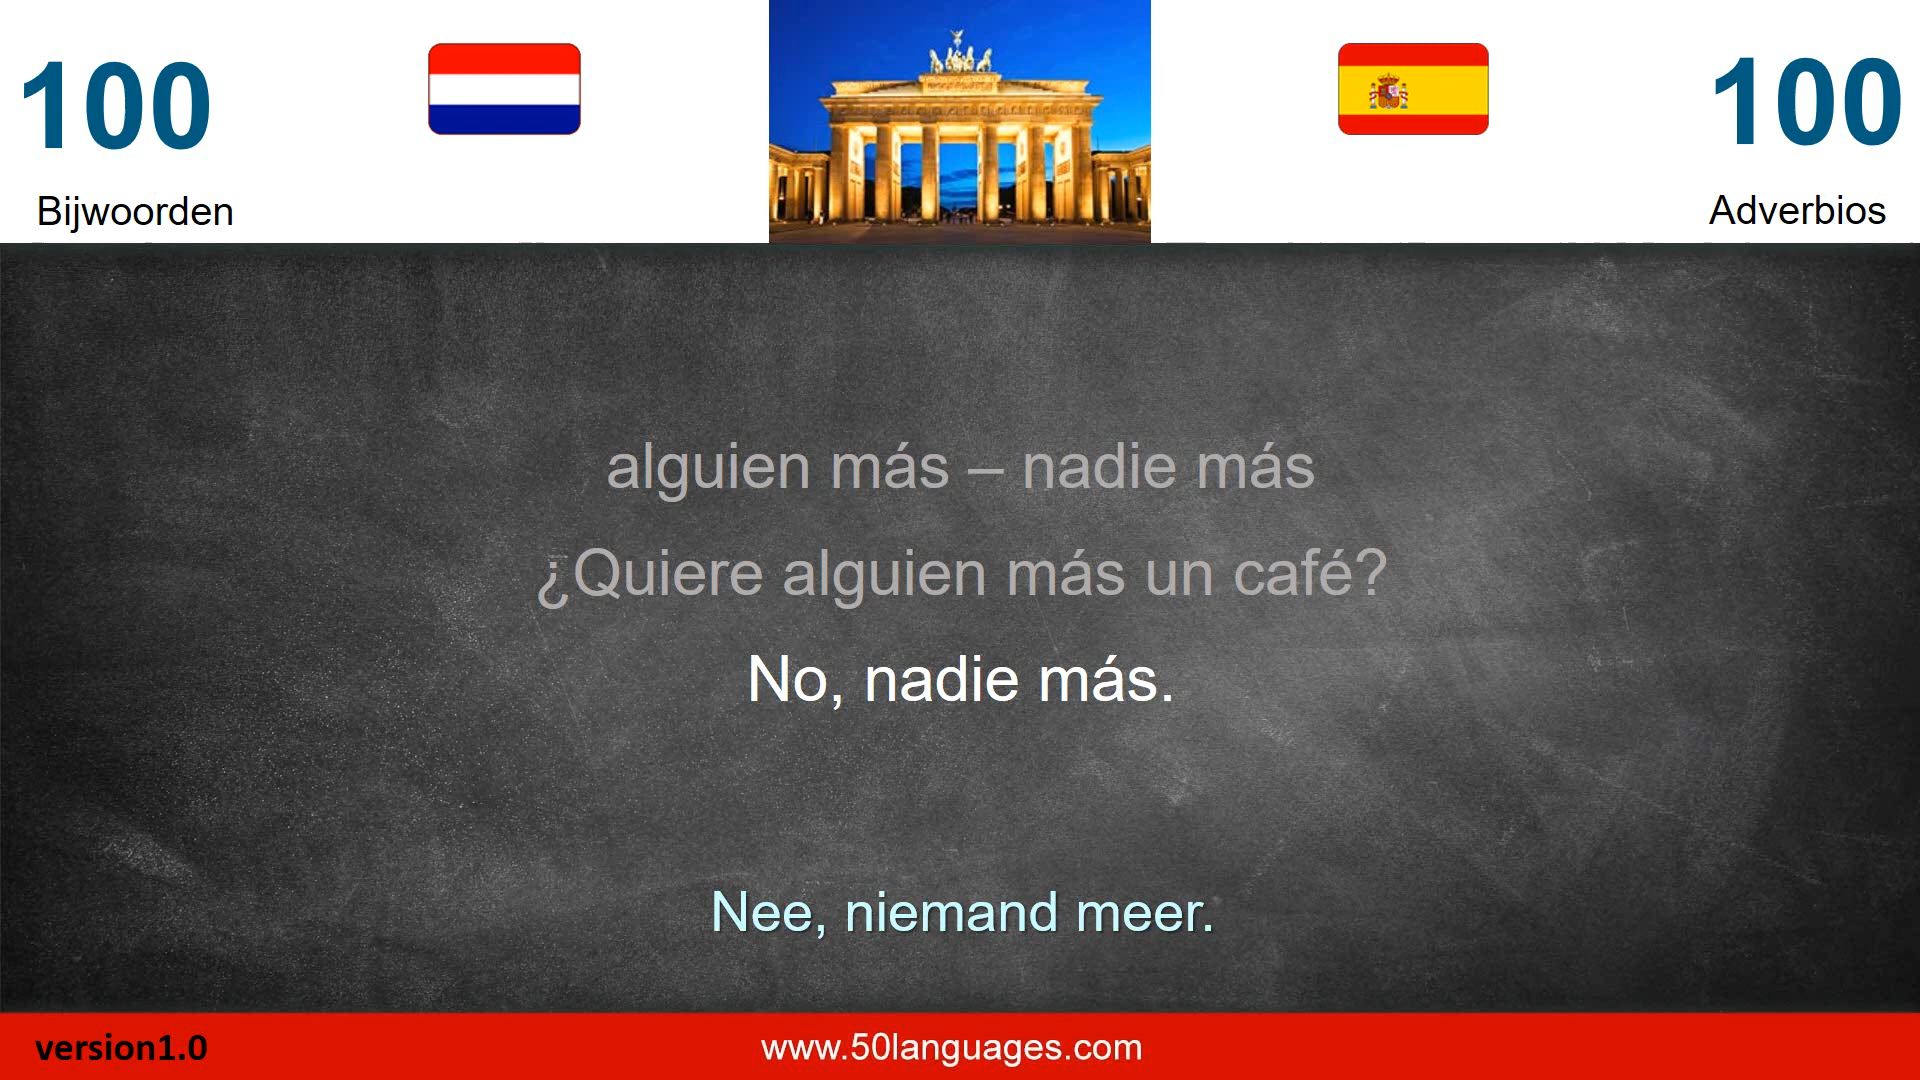 100
100
Bijwoorden
Adverbios
alguien más – nadie más
¿Quiere alguien más un café?
No, nadie más.
Nee, niemand meer.
version1.0
www.50languages.com